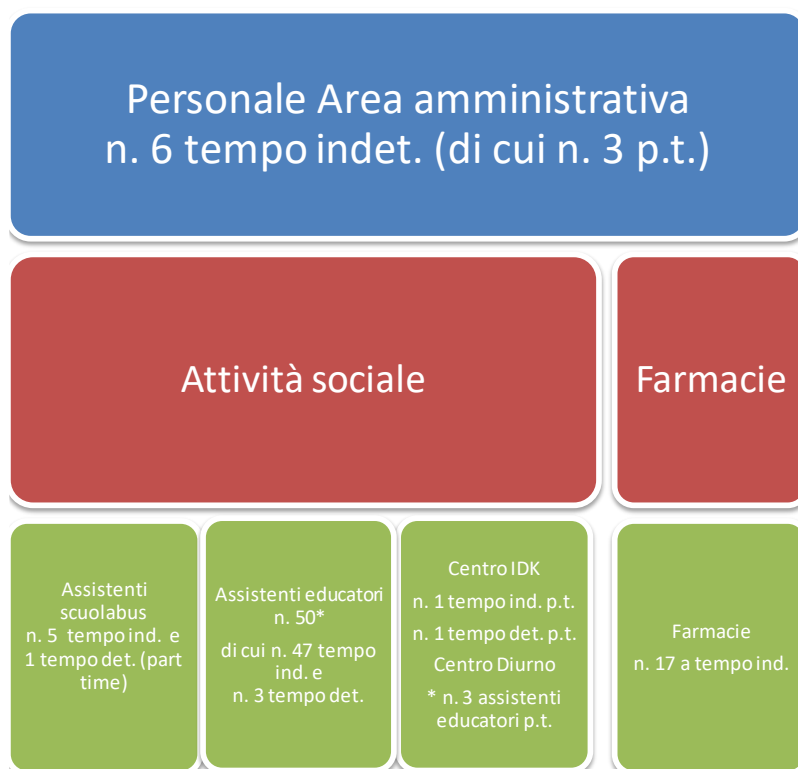 Personale Area amministrativa
n. 6 tempo indet. (di cui n. 3 p.t.)
Attività sociale
Farmacie
Assistenti
scuolabus
n. 5 tempo ind. e
1 tempo det. (part
time)
Assistenti educatori
n. 50*
di cui n. 47 tempo
ind. e
n. 3 tempo det.
Centro IDK
n. 1 tempo ind. p.t.
n. 1 tempo det. p.t.
Centro Diurno
* n. 3 assistenti
educatori p.t.
Farmacie
n. 17 a tempo ind.